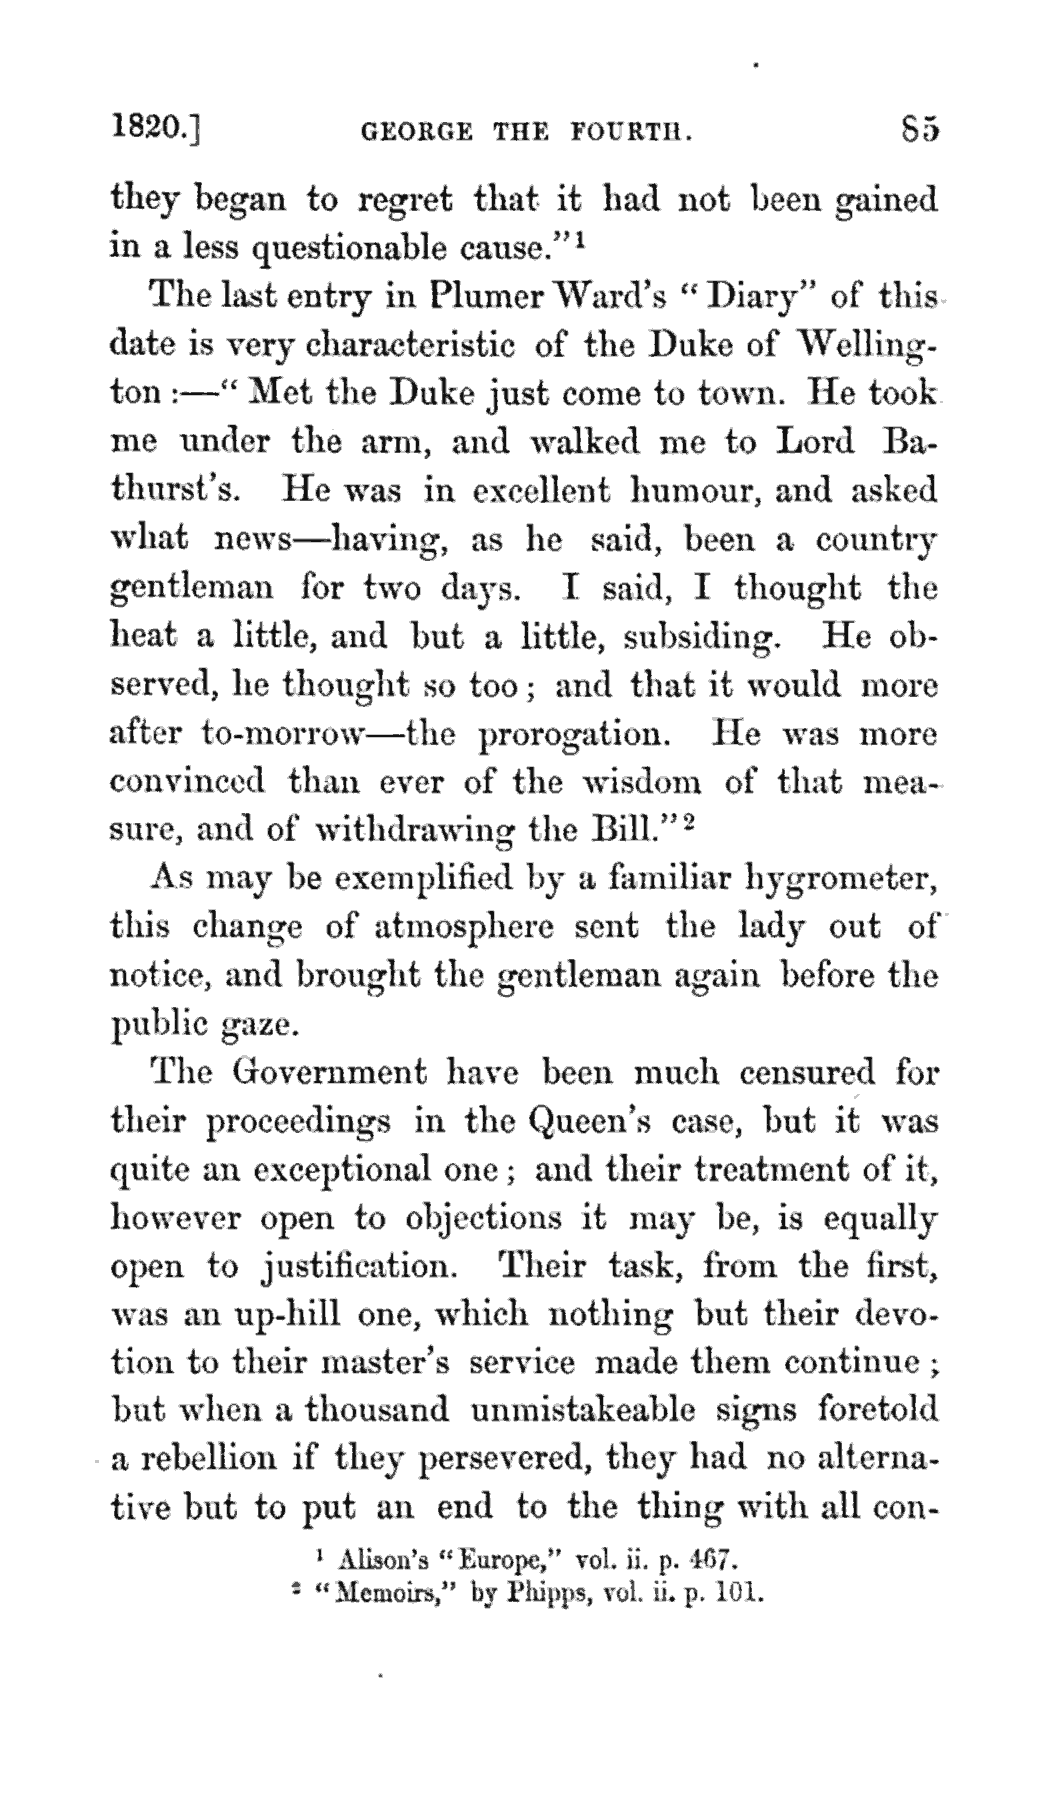 1820.] GEORGE THE FOURTH. 85
they began to regret that it had not been gained
in a less questionable cause.”¹
The last entry in Plumer Ward’s “Diary” of this
date is very characteristic of the Duke of Welling-
ton :—“ Met the Duke just come to town. He took
me under the arm, and walked me to Lord Ba-
thurst’s. He was in excellent humour, and asked
what news—having, as he said, been a country
gentleman for two days. I said, I thought the
heat a little, and but a little, subsiding. He ob-
served, he thought so too ; and that it would more
after to-morrow—the prorogation. He was more
convinced than ever of the wisdom of that mea-
sure, and of withdrawing the Bill.”²
As may be exemplified by a familiar hygrometer,
this change of atmosphere sent the lady out of
notice, and brought the gentleman again before the
public gaze.
The Government have been much censured for
their proceedings in the Queen’s case, but it was
quite an exceptional one ; and their treatment of it,
however open to objections it may be, is equally
open to justification. Their task, from the first,
was an up-hill one, which nothing but their devo-
tion to their master’s service made them continue ;
but when a thousand unmistakeable signs foretold
a rebellion if they persevered, they had no alterna-
tive but to put an end to the thing with all con-
¹ Alison’s “Europe,” vol. ii. p. 467.
² “Memoirs,” by Phipps, vol. ii. p. 101.